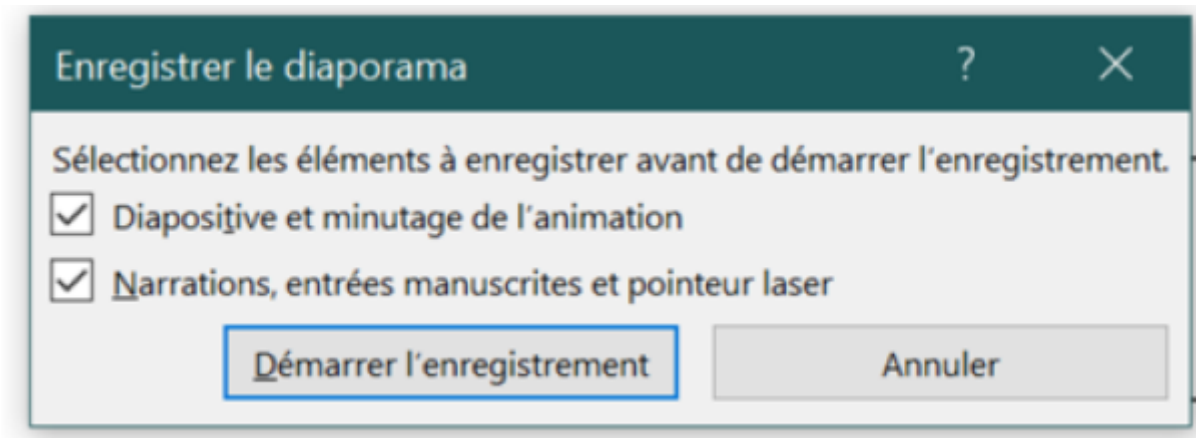 Enregistrer le diaporama ? ×
Sélectionnez les éléments à enregistrer avant de démarrer l'enregistrement.
Diapositive et minutage de l'animation
Narrations, entrées manuscrites et pointeur laser
Démarrer l'enregistrement Annuler